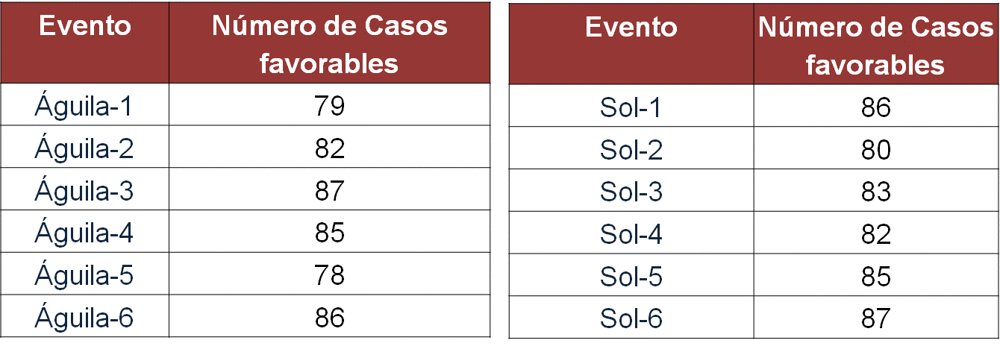 Evento Número de Casos
favorables
Águila-1 79
Águila-2 82
Águila-3 87
Águila-4 85
Águila-5 78
Águila-6 86
Evento Número de Casos
favorables
Sol-1 86
Sol-2 80
Sol-3 83
Sol-4 82
Sol-5 85
Sol-6 87